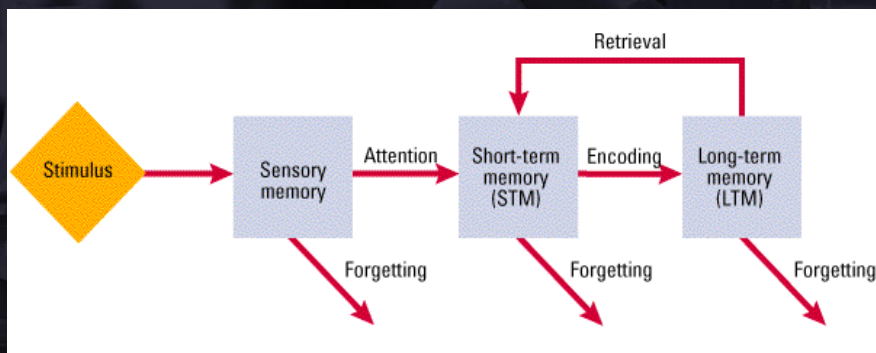 Retrieval
Stimulus
Sensory
memory
Attention
Short-term
memory
(STM)
Encoding
Long-term
memory
(LTM)
Forgetting
Forgetting
Forgetting